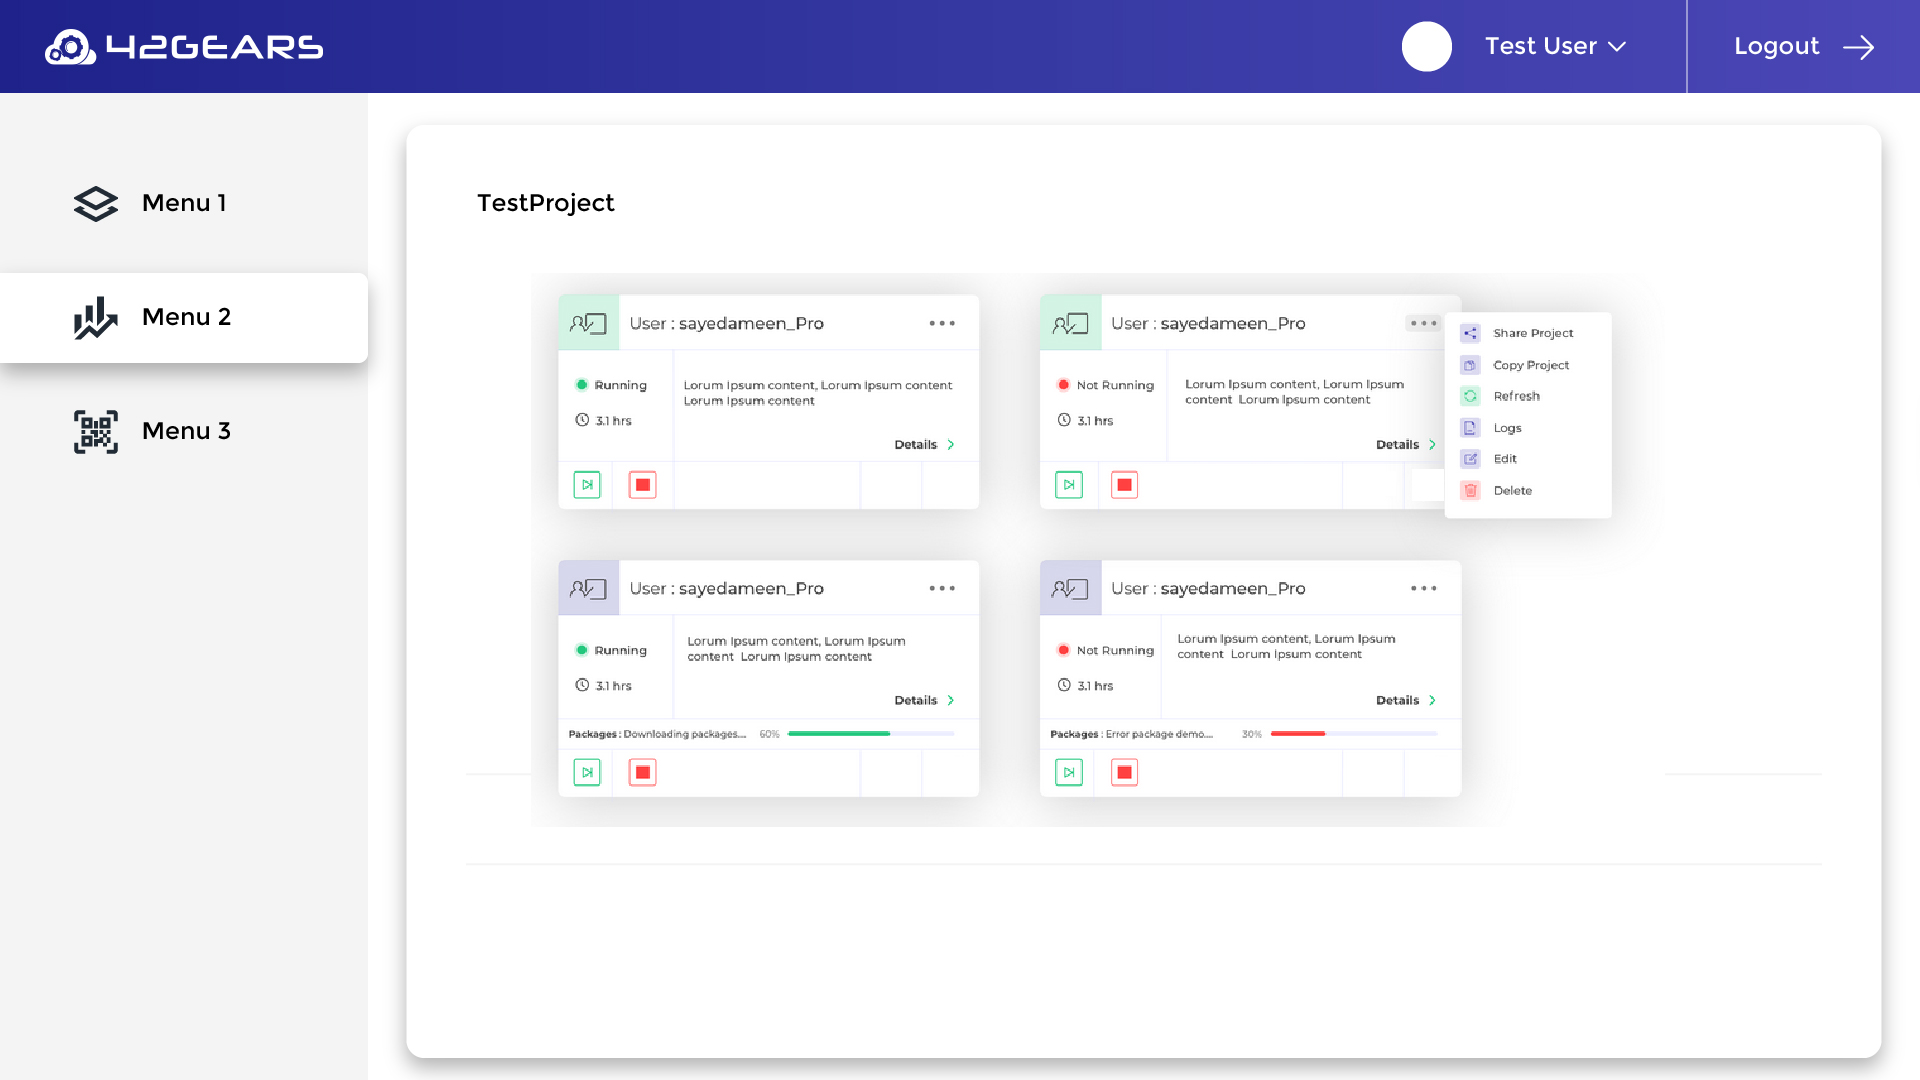 42GEARS
Test User
Logout
Menu 1
Menu 2
Menu 3
TestProject
User : sayedameen_Pro
Running
3.1 hrs
Lorum Ipsum content, Lorum Ipsum content
Lorum Ipsum content
Details
User : sayedameen_Pro
Not Running
3.1 hrs
Lorum Ipsum content, Lorum Ipsum
content Lorum Ipsum content
Details
Share Project
Copy Project
Refresh
Logs
Edit
Delete
User : sayedameen_Pro
Running
3.1 hrs
Lorum Ipsum content, Lorum Ipsum
content Lorum Ipsum content
Details
Packages : Downloading packages... 60%
User : sayedameen_Pro
Not Running
3.1 hrs
Lorum Ipsum content, Lorum Ipsum
content Lorum Ipsum content
Details
Packages : Error package demo.... 30%